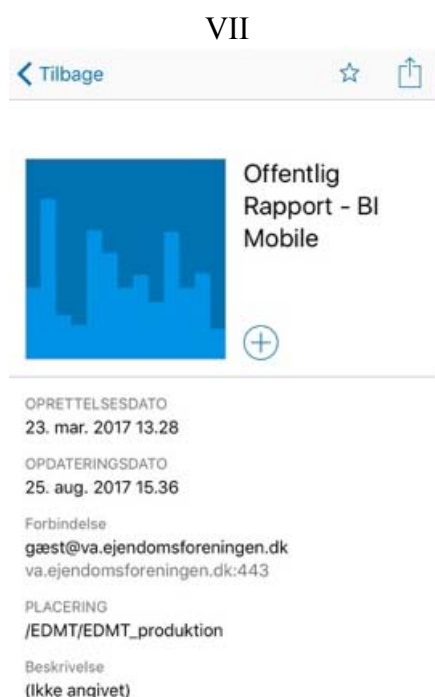 VII
Tilbage
Offentlig
Rapport - BI
Mobile
OPRETTELSESDATO
23. mar. 2017 13.28
OPDATERINGSDATO
25. aug. 2017 15.36
Forbindelse
gæst@va.ejendomsforeningen.dk
va.ejendomsforeningen.dk:443
PLACERING
/EDMT/EDMT_produktion
Beskrivelse
(Ikke angivet)